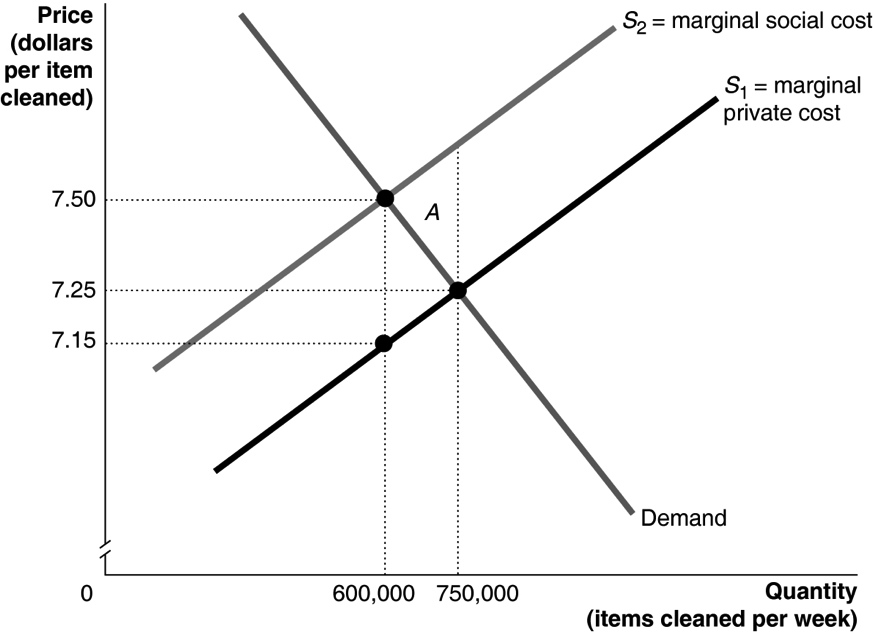 Price
(dollars
per item
cleaned)
S₂ = marginal social cost
S₁ = marginal
private cost
7.50
A
7.25
7.15
Demand
0
600,000
750,000
Quantity
(items cleaned per week)